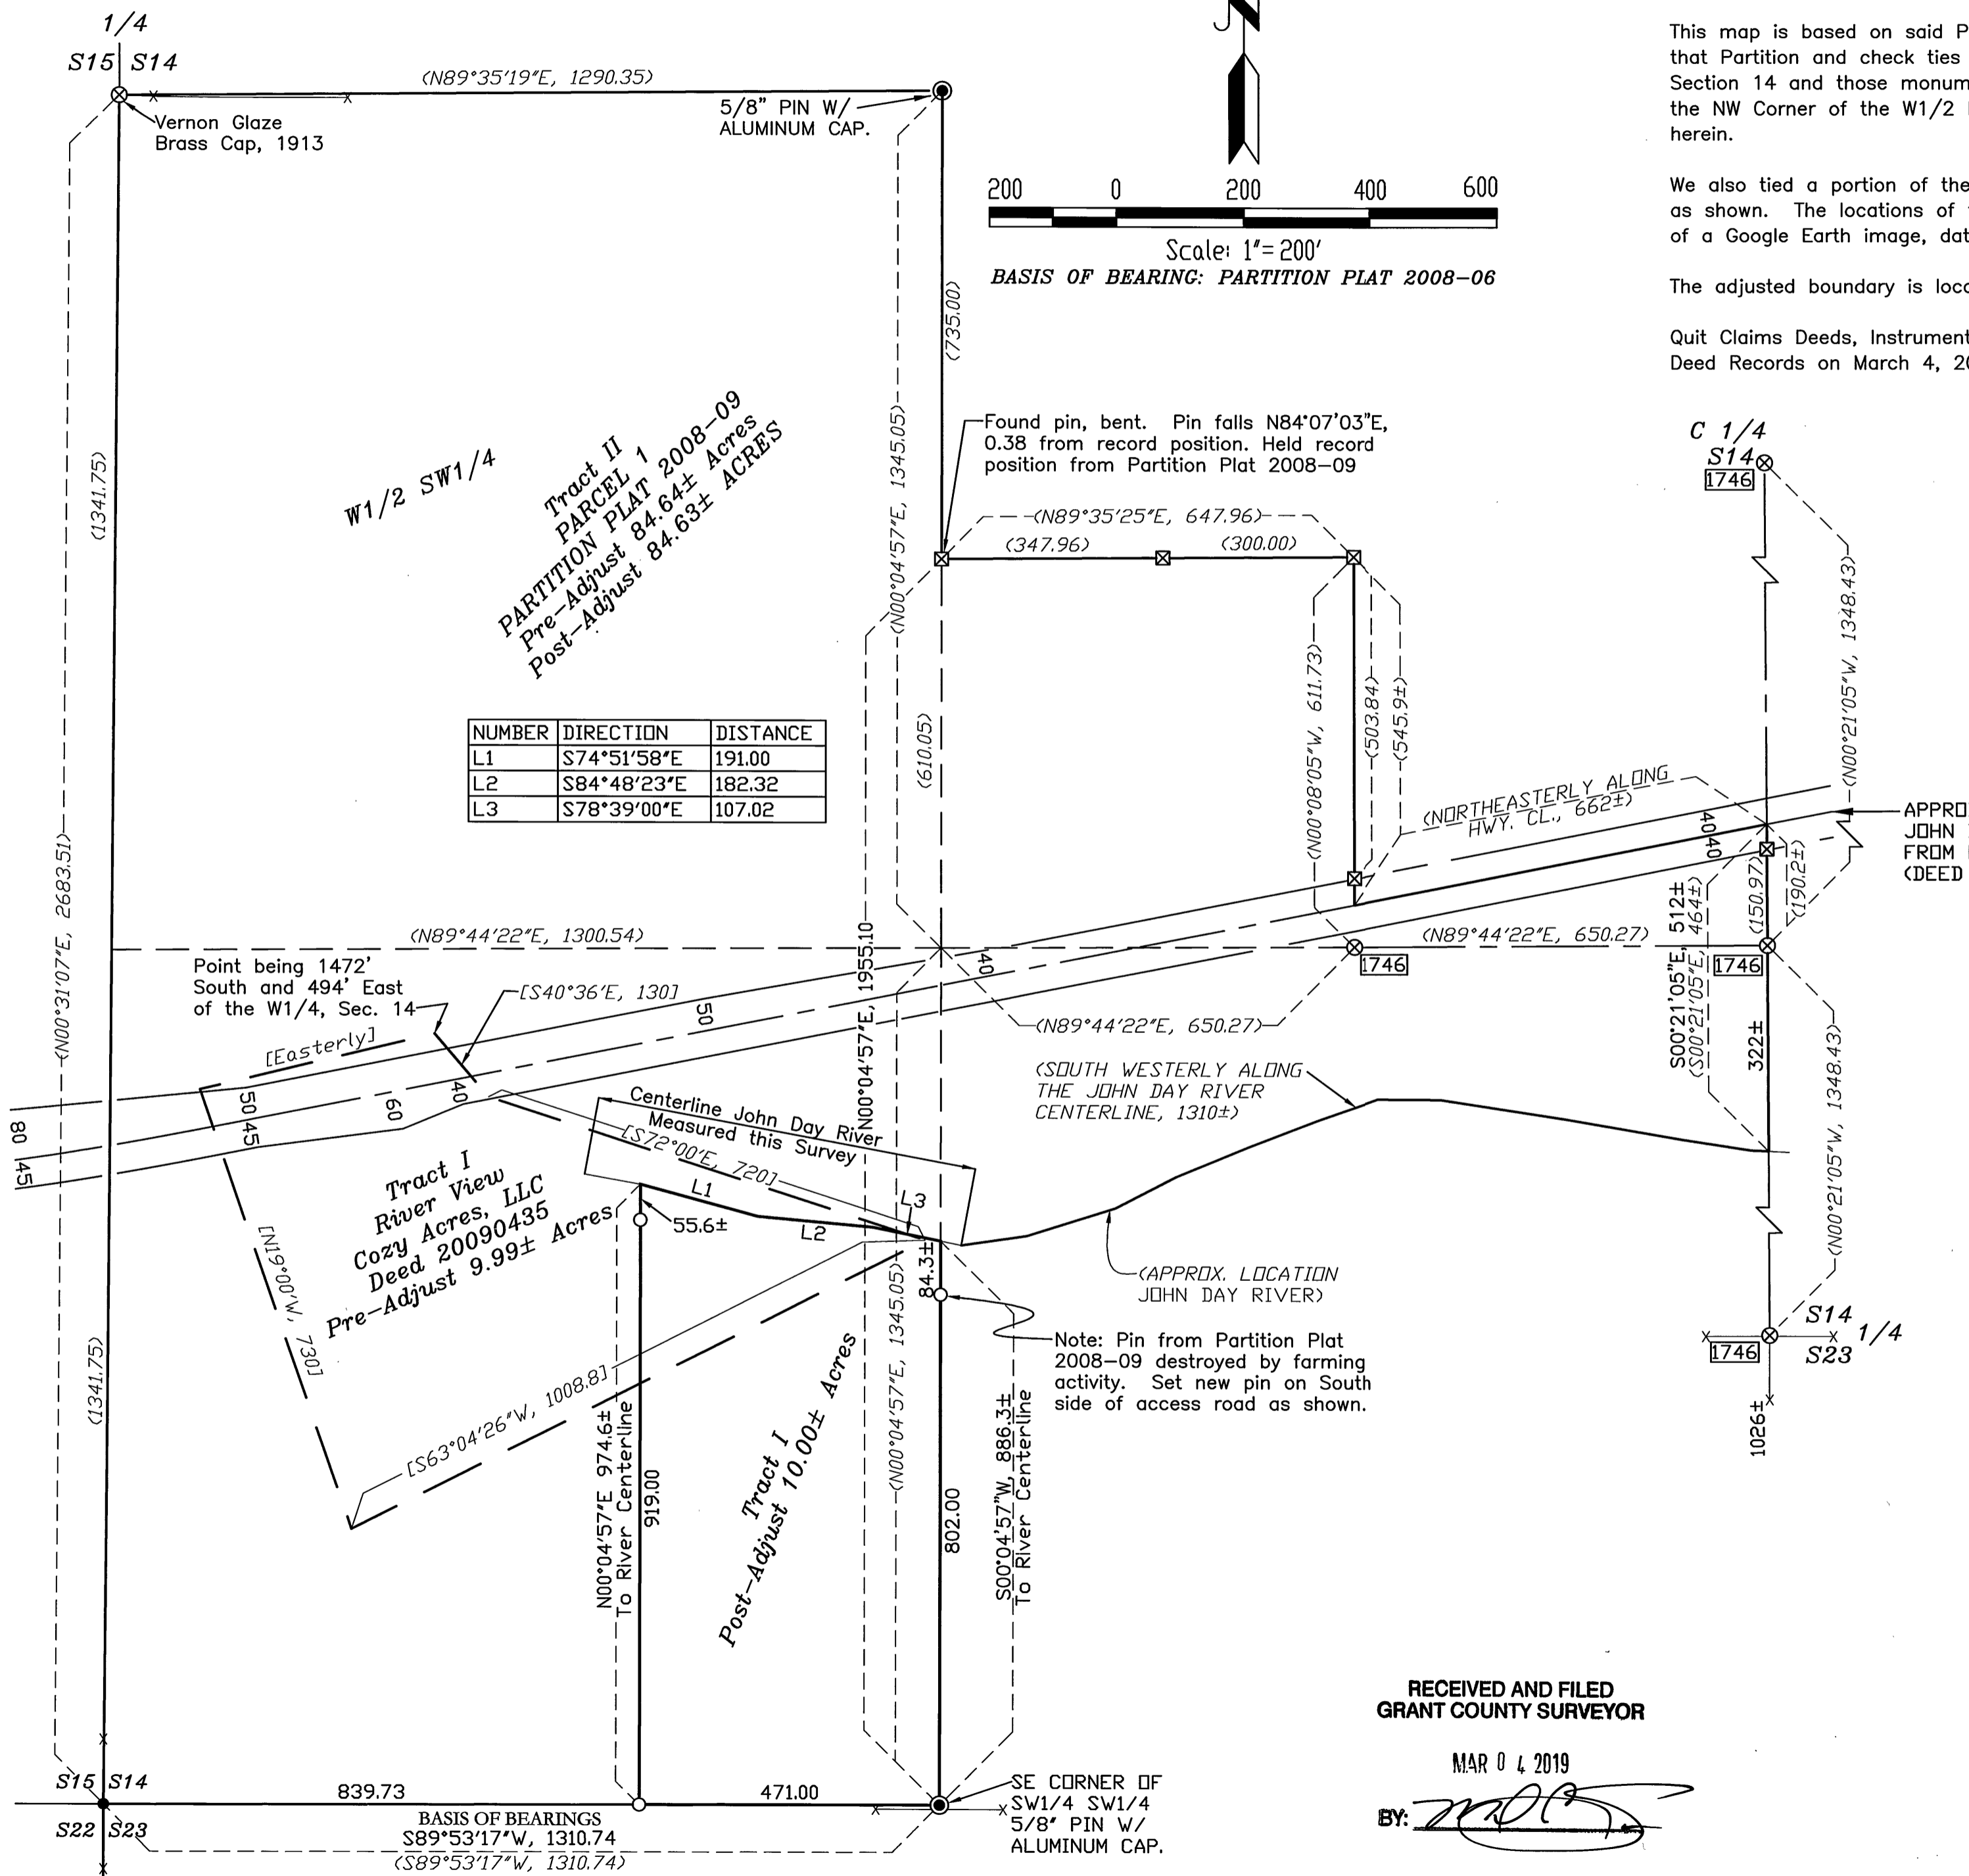 1/4
S15 S14
(N89°35'19"E, 1290.35)
Vernon Glaze
Brass Cap, 1913
5/8" PIN W/
ALUMINUM CAP.
N
200 0 200 400 600
Scale: 1"=200'
BASIS OF BEARING: PARTITION PLAT 2008-06
This map is based on said P
that Partition and check ties
Section 14 and those monum
the NW Corner of the W1/2
herein.
We also tied a portion of the
as shown. The locations of
of a Google Earth image, dat
The adjusted boundary is loca
Quit Claims Deeds, Instrument
Deed Records on March 4, 20
(735.00)
(N00°04'57"E, 1345.05)
(1341.75)
(N00°31'07"E, 2683.51)
W1/2 SW1/4
Tract II
PARCEL 1
PARTITION PLAT 2008-09
Pre-Adjust 84.64± Acres
Post-Adjust 84.63± ACRES
Found pin, bent. Pin falls N84°07'03"E,
0.38 from record position. Held record
position from Partition Plat 2008-09
C 1/4
S14
1746
(N89°35'25"E, 647.96)
(347.96) (300.00)
(N00°21'05"W, 1348.43)
(N00°08'05"W, 611.73)
(503.84)
(545.9±)
(610.05)
NUMBER DIRECTION DISTANCE
L1 S74°51'58"E 191.00
L2 S84°48'23"E 182.32
L3 S78°39'00"E 107.02
(NORTHEASTERLY ALONG
HWY. CL., 662±)
40 40
APPRO
JOHN
FROM
(DEED
(150.97)
(190.2±)
S00°21'05"E, 512±
(S00°21'05"E, 464±)
322±
(N89°44'22"E, 1300.54)
(N89°44'22"E, 650.27)
1746
1746
(N89°44'22"E, 650.27)
N00°04'57"E, 1955.10
Point being 1472'
South and 494' East
of the W1/4, Sec. 14
[S40°36'E, 130]
[Easterly]
40
50
40
60
50
45
80
45
(SOUTH WESTERLY ALONG
THE JOHN DAY RIVER
CENTERLINE, 1310±)
(N00°21'05"W, 1348.43)
Centerline John Day River
Measured this Survey
[S72°00'E, 720]
L1
L2
L3
55.6±
84.3±
Tract I
River View
Cozy Acres, LLC
Deed 20090435
Pre-Adjust 9.99± Acres
[N19°00'W, 730]
[S63°04'26"W, 1008.8]
(APPROX. LOCATION
JOHN DAY RIVER)
Note: Pin from Partition Plat
2008-09 destroyed by farming
activity. Set new pin on South
side of access road as shown.
S14
1/4
1746
S23
1026±
(1341.75)
N00°04'57"E 974.6±
To River Centerline
919.00
Tract I
Post-Adjust 10.00± Acres
(N00°04'57"E, 1345.05)
802.00
S00°04'57"W, 886.3±
To River Centerline
RECEIVED AND FILED
GRANT COUNTY SURVEYOR
MAR 04 2019
BY:
S15 S14
S22 S23
839.73
471.00
BASIS OF BEARINGS
S89°53'17"W, 1310.74
(S89°53'17"W, 1310.74)
SE CORNER OF
SW1/4 SW1/4
5/8" PIN W/
ALUMINUM CAP.